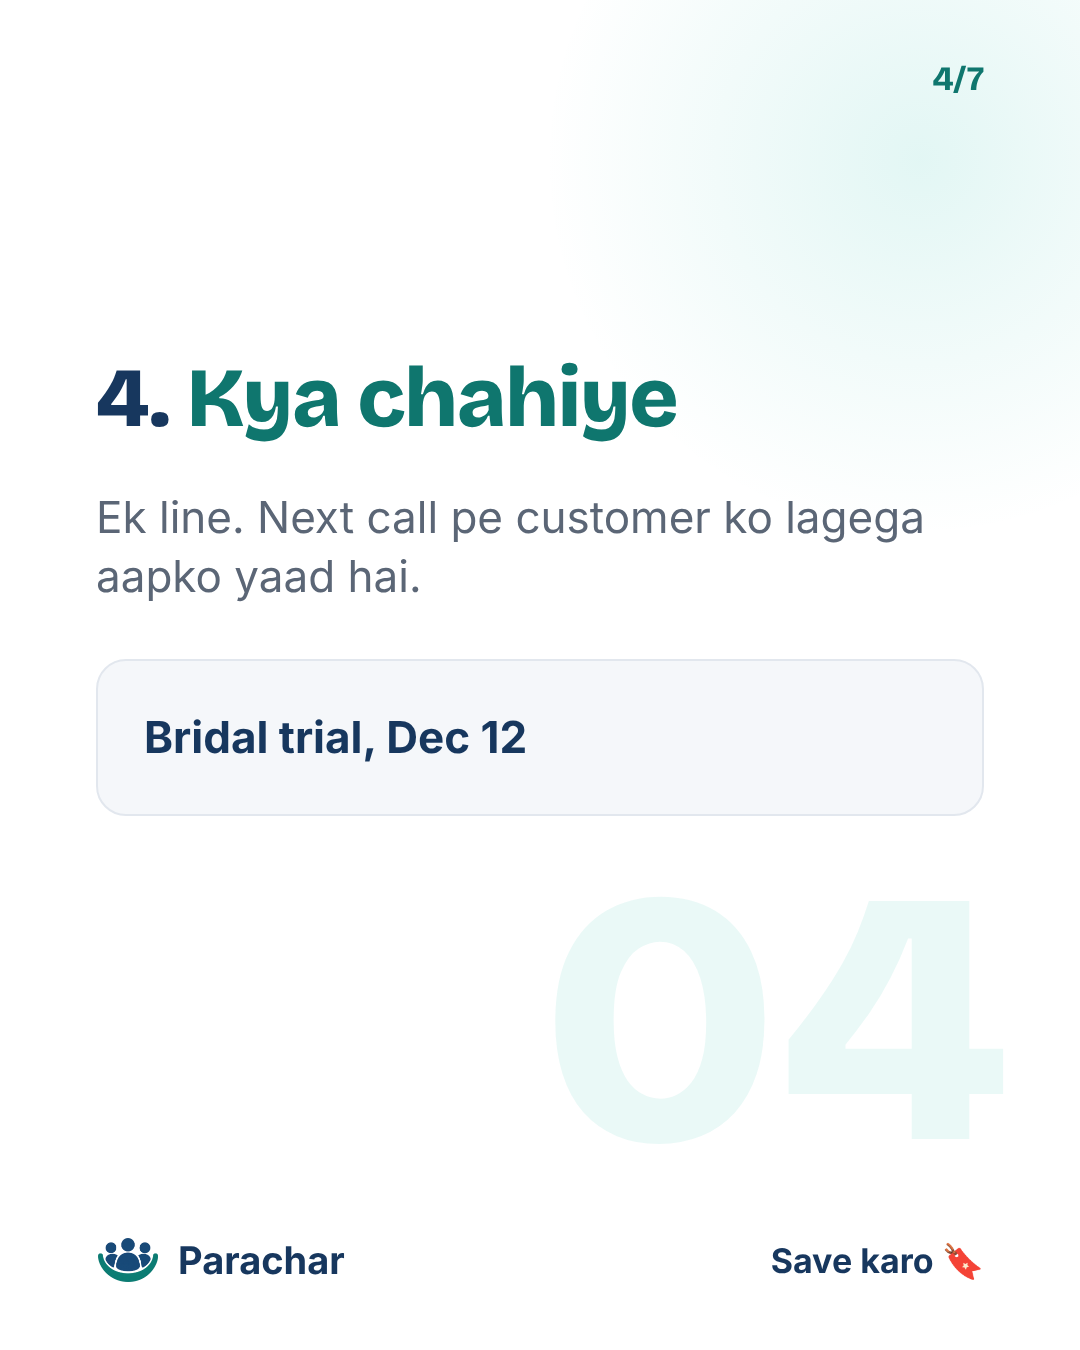 4/7
4. Kya chahiye
Ek line. Next call pe customer ko lagega
aapko yaad hai.
Bridal trial, Dec 12
04
Parachar
Save karo 🔖